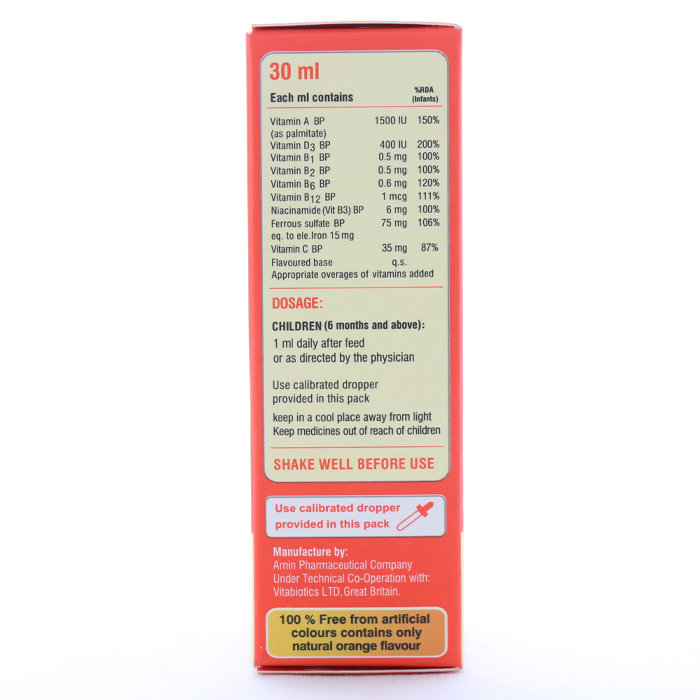 30 ml
Each ml contains %RDA (Infants)
Vitamin A BP 1500 IU 150%
(as palmitate)
Vitamin D3 BP 400 IU 200%
Vitamin B1 BP 0.5 mg 100%
Vitamin B2 BP 0.5 mg 100%
Vitamin B6 BP 0.6 mg 120%
Vitamin B12 BP 1 mcg 111%
Niacinamide (Vit B3) BP 6 mg 100%
Ferrous sulfate BP 75 mg 106%
eq. to ele.Iron 15 mg
Vitamin C BP 35 mg 87%
Flavoured base q.s.
Appropriate overages of vitamins added
DOSAGE:
CHILDREN (6 months and above):
1 ml daily after feed
or as directed by the physician
Use calibrated dropper
provided in this pack
keep in a cool place away from light
Keep medicines out of reach of children
SHAKE WELL BEFORE USE
Use calibrated dropper
provided in this pack
Manufacture by:
Amin Pharmaceutical Company
Under Technical Co-Operation with:
Vitabiotics LTD, Great Britain.
100 % Free from artificial
colours contains only
natural orange flavour